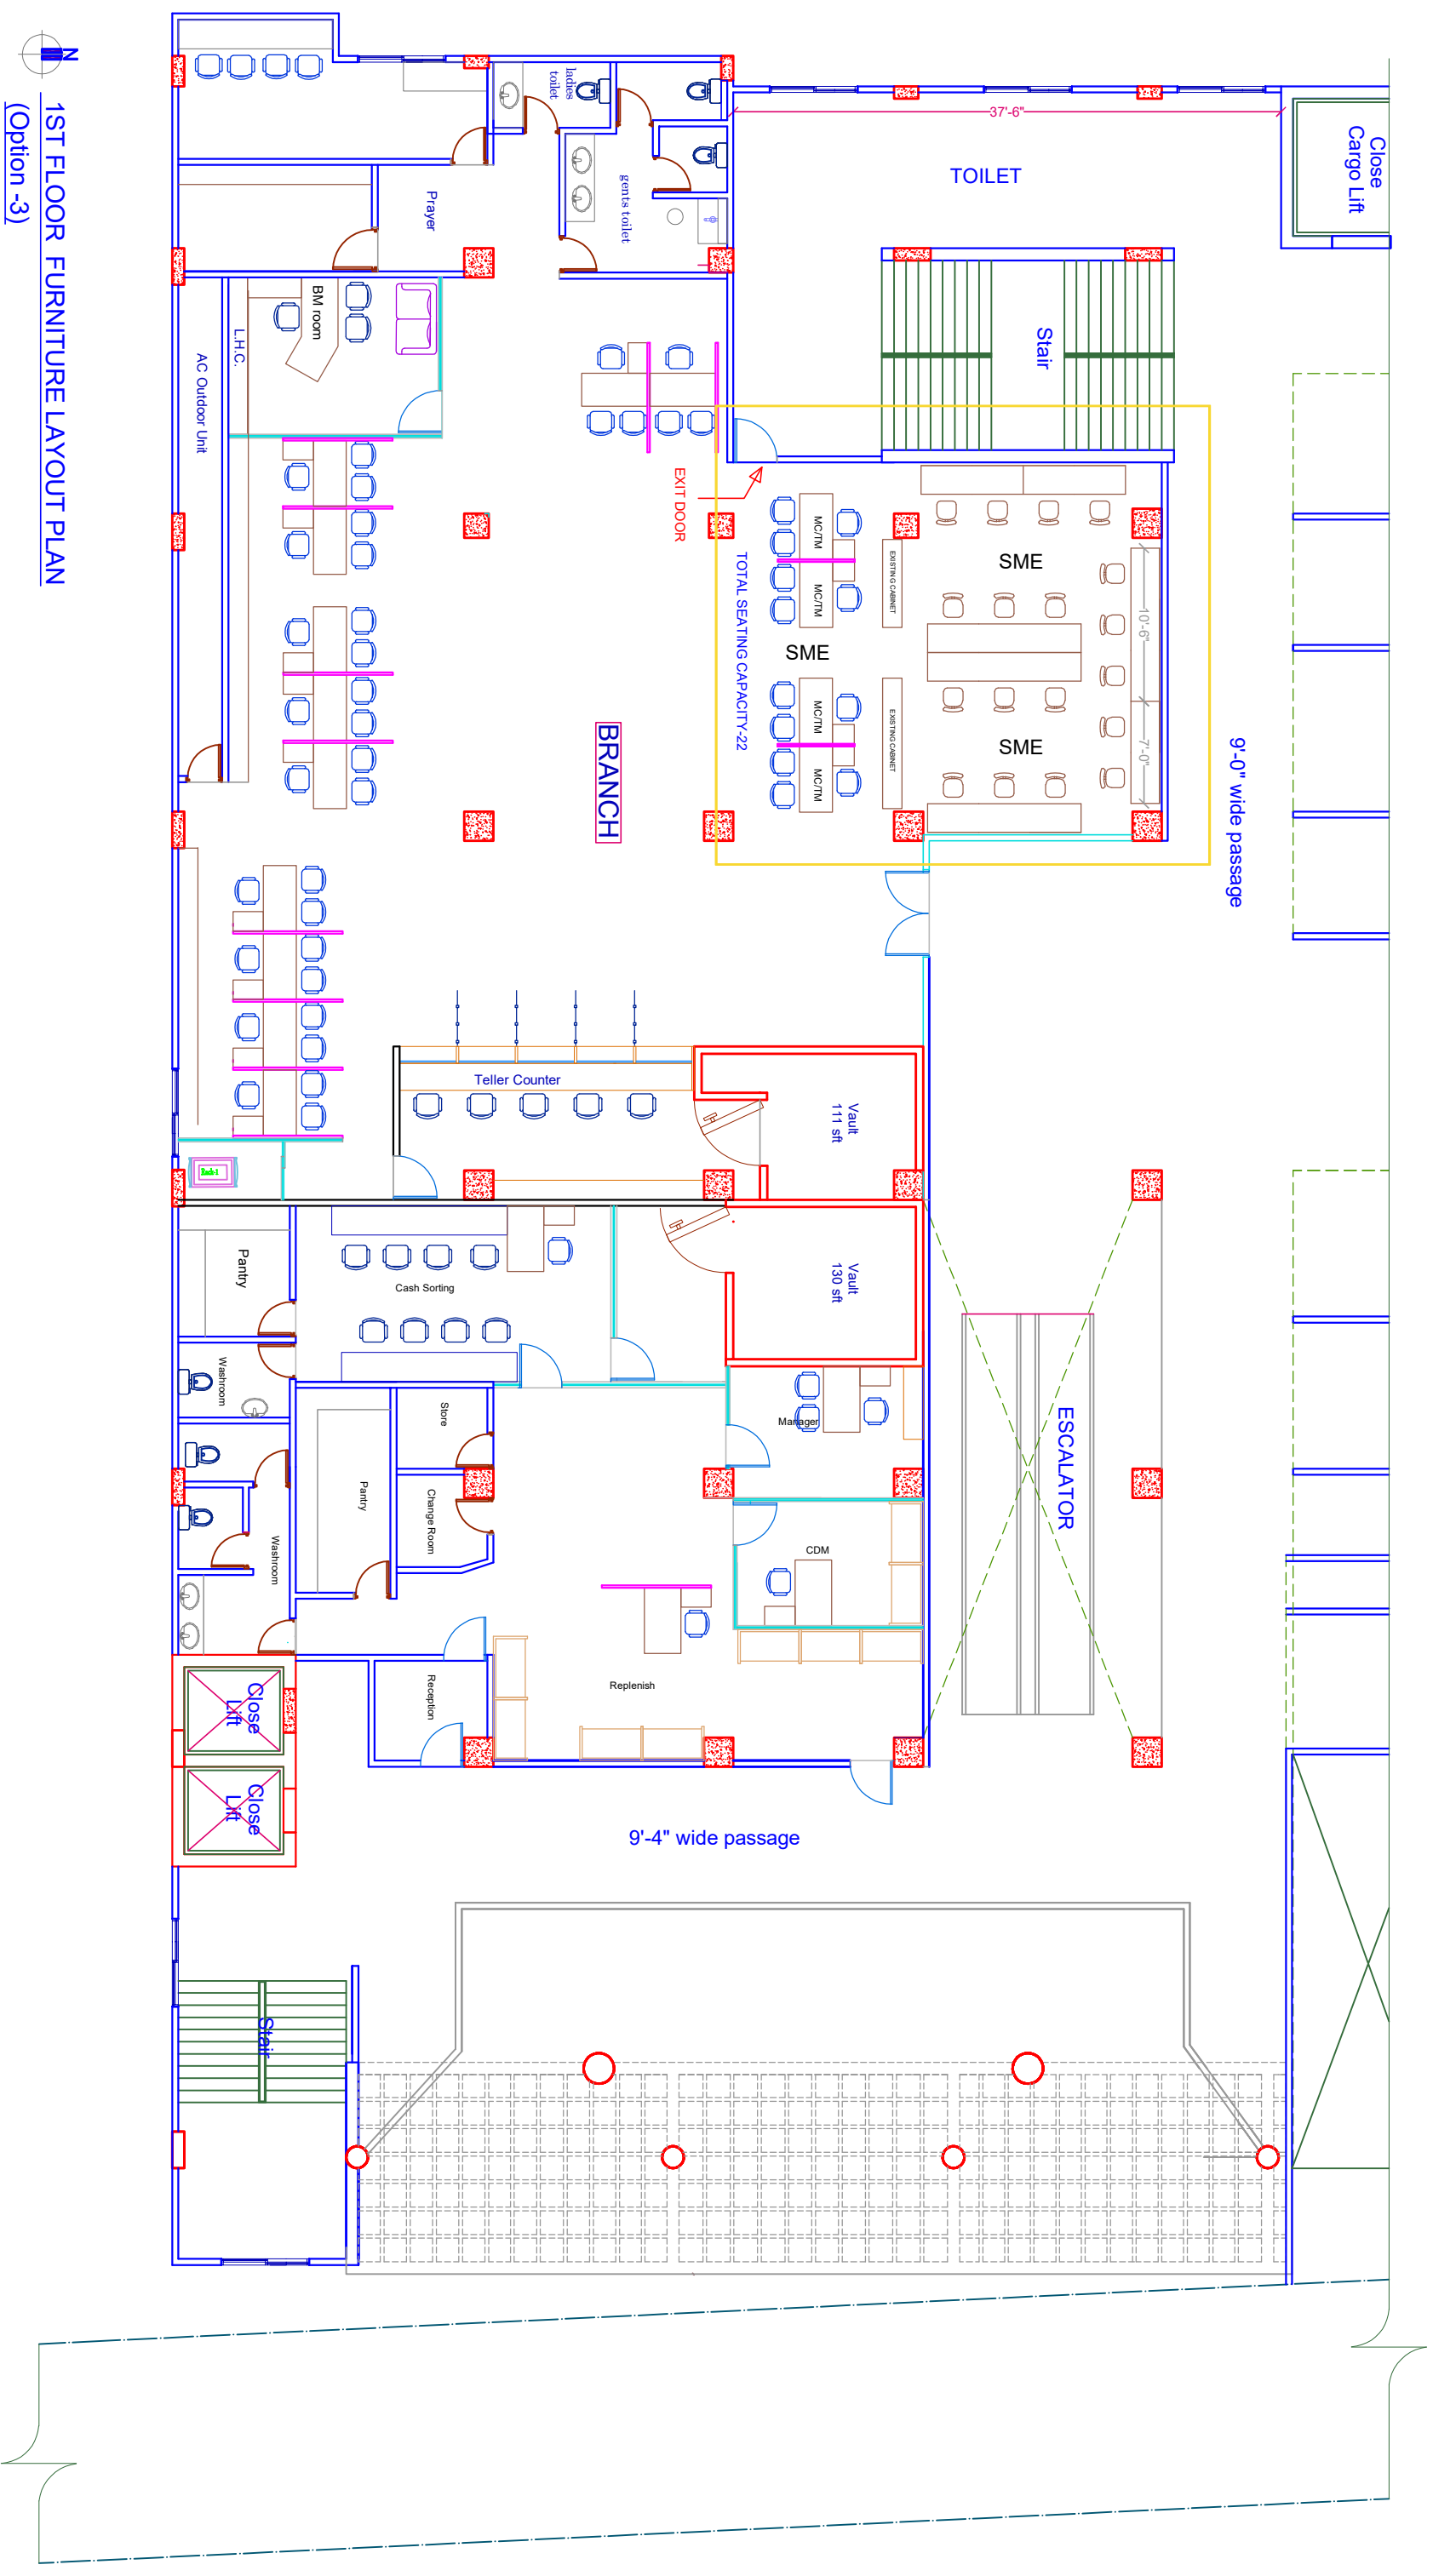 N
1ST FLOOR FURNITURE LAYOUT PLAN
(Option -3)
Close
Cargo Lift
37'-6"
TOILET
ladies
toilet
gents toilet
Prayer
Stair
BM room
L.H.C.
AC Outdoor Unit
EXIT DOOR
TOTAL SEATING CAPACITY-22
MC/TM
MC/TM
MC/TM
MC/TM
EXISTING CABINET
EXISTING CABINET
SME
SME
SME
10'-6"
7'-0"
9'-0" wide passage
BRANCH
Teller Counter
Vault
111 sft
Rack-1
Vault
130 sft
Pantry
Cash Sorting
Washroom
Store
Manager
ESCALATOR
Pantry
Change Room
Washroom
CDM
Replenish
Reception
Close
Lift
Close
Lift
9'-4" wide passage
Stair